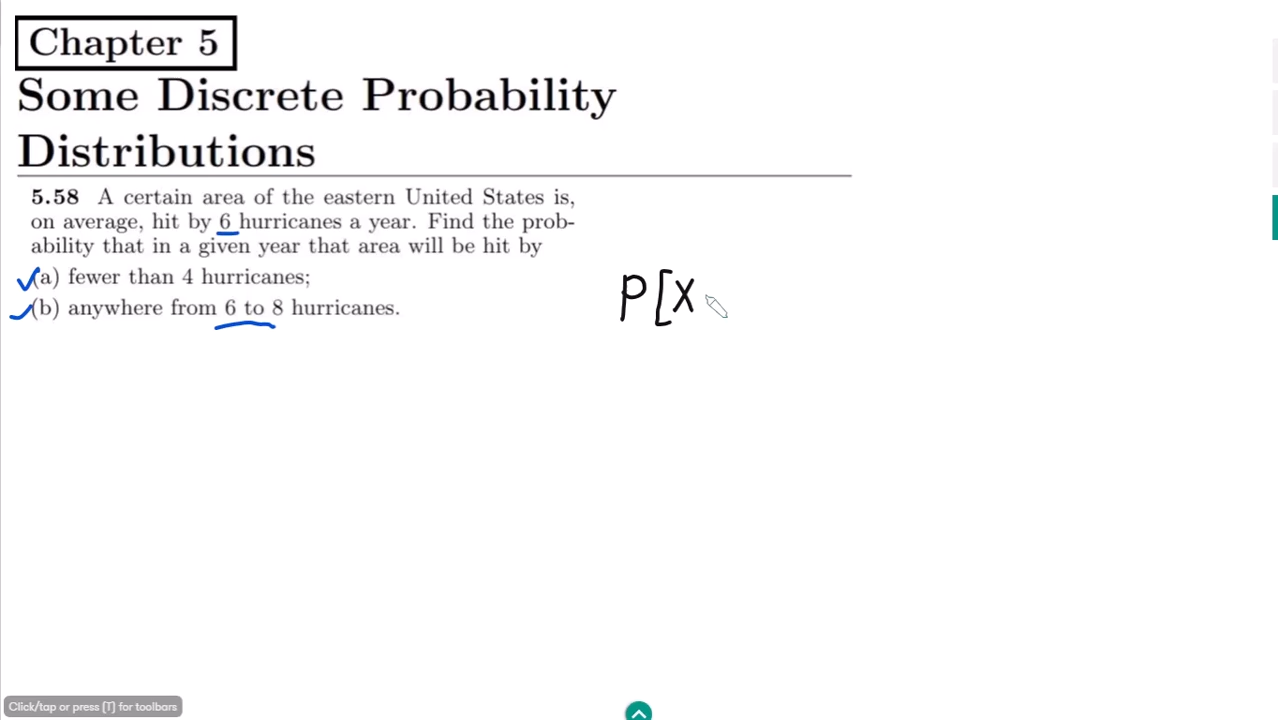 Chapter 5
Some Discrete Probability
Distributions
5.58 A certain area of the eastern United States is,
on average, hit by 6 hurricanes a year. Find the prob-
ability that in a given year that area will be hit by
(a) fewer than 4 hurricanes;
(b) anywhere from 6 to 8 hurricanes.
P[X
Click/tap or press [T] for toolbars